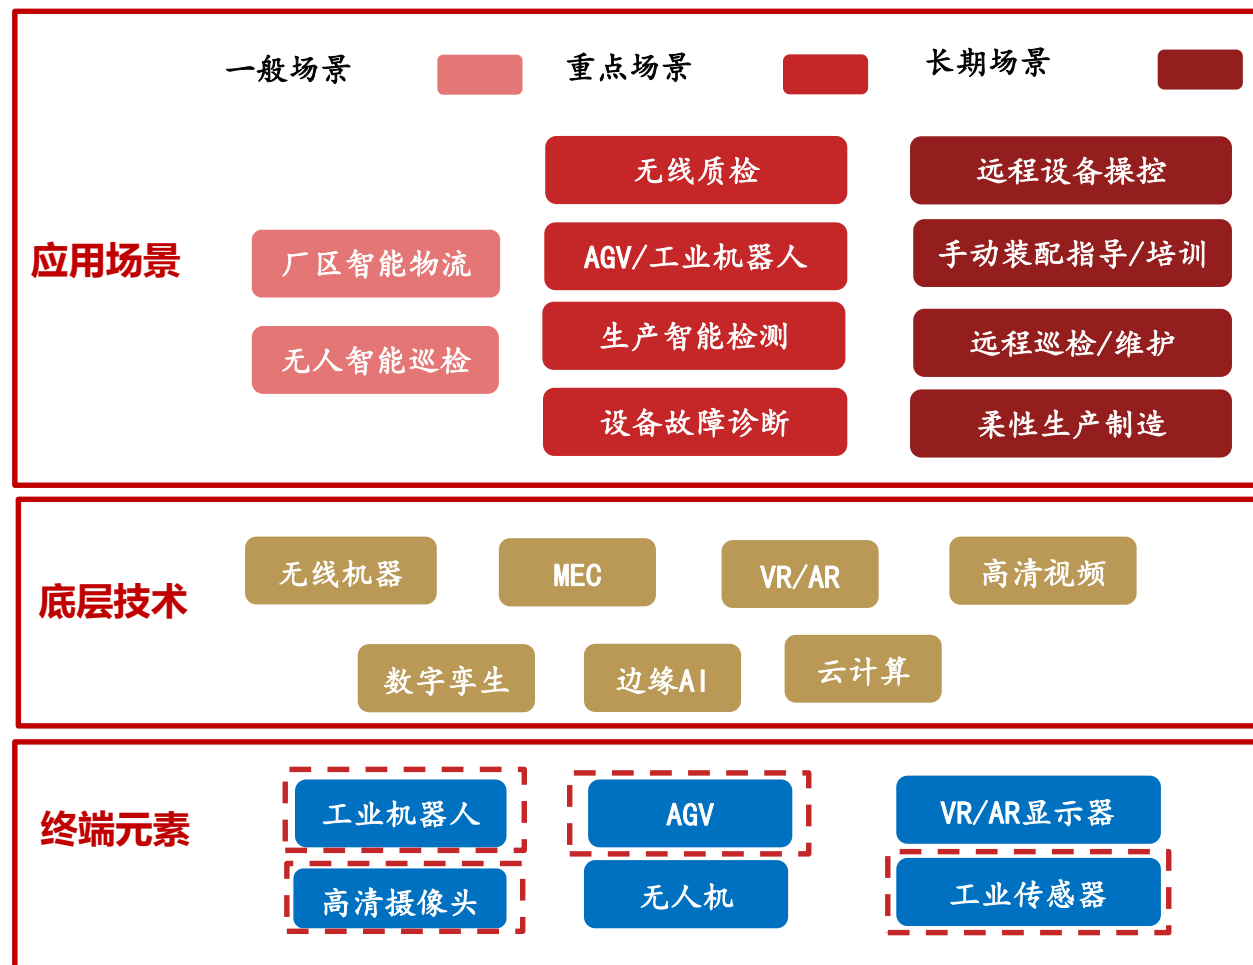 一般场景
重点场景
长期场景
应用场景
厂区智能物流
无人智能巡检
无线质检
AGV/工业机器人
生产智能检测
设备故障诊断
远程设备操控
手动装配指导/培训
远程巡检/维护
柔性生产制造
底层技术
无线机器
MEC
VR/AR
高清视频
数字孪生
边缘AI
云计算
终端元素
工业机器人
AGV
VR/AR显示器
高清摄像头
无人机
工业传感器